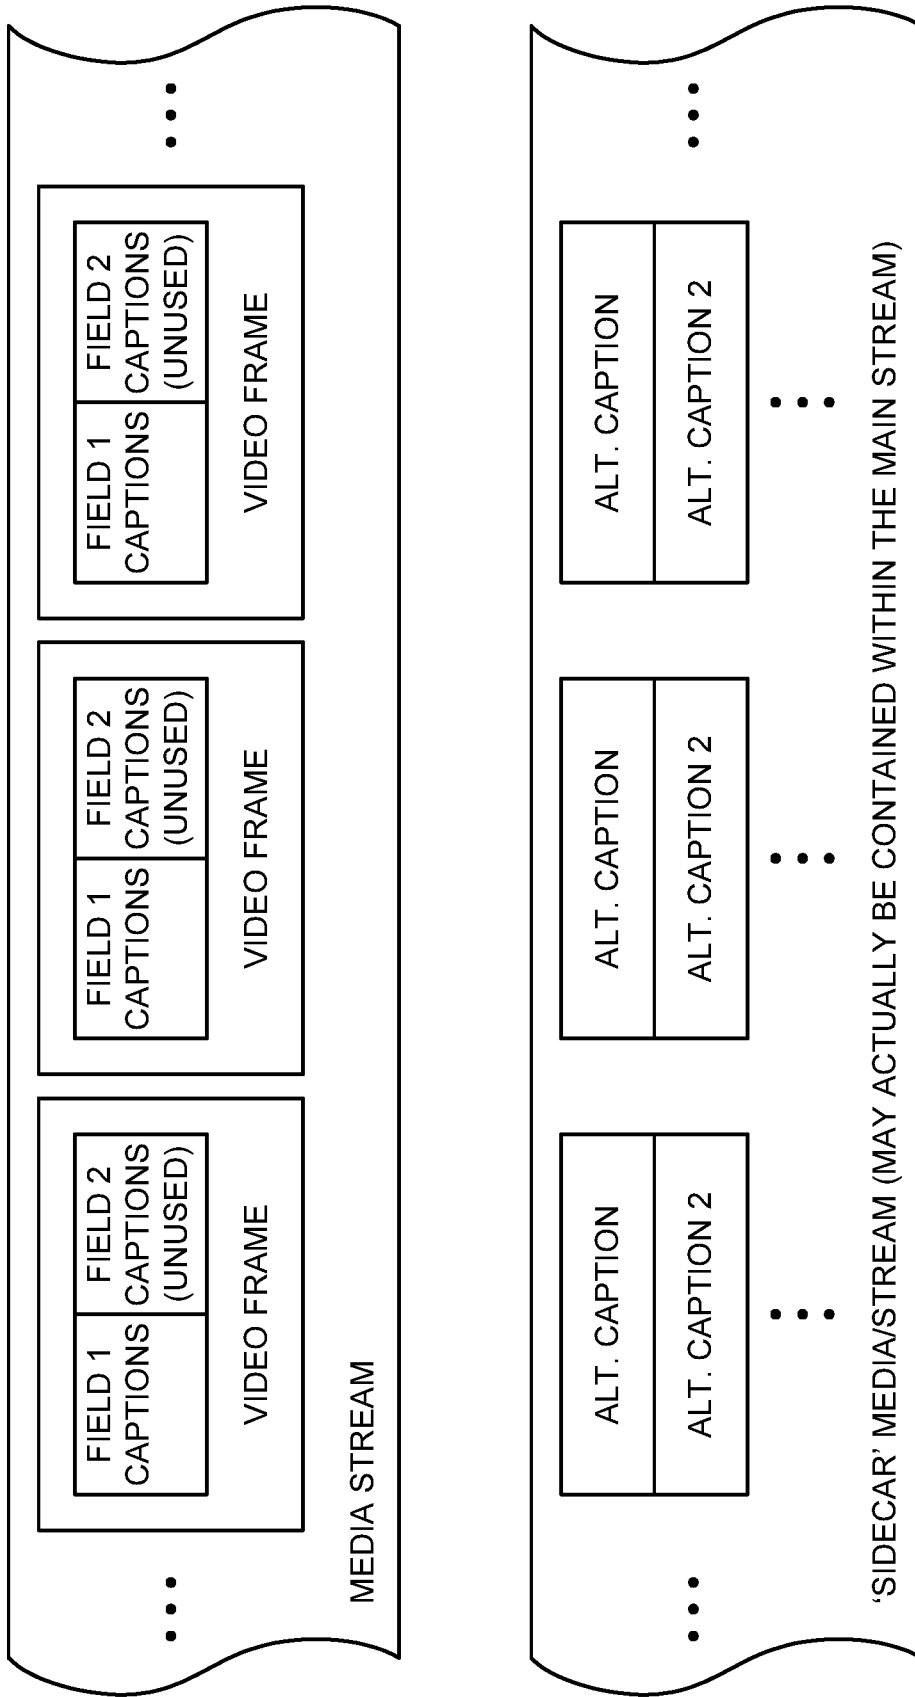 FIELD 1
CAPTIONS
FIELD 2
CAPTIONS
(UNUSED)
VIDEO FRAME
FIELD 1
CAPTIONS
FIELD 2
CAPTIONS
(UNUSED)
VIDEO FRAME
FIELD 1
CAPTIONS
FIELD 2
CAPTIONS
(UNUSED)
VIDEO FRAME
MEDIA STREAM
ALT. CAPTION
ALT. CAPTION 2
ALT. CAPTION
ALT. CAPTION 2
ALT. CAPTION
ALT. CAPTION 2
‘SIDECAR’ MEDIA/STREAM (MAY ACTUALLY BE CONTAINED WITHIN THE MAIN STREAM)